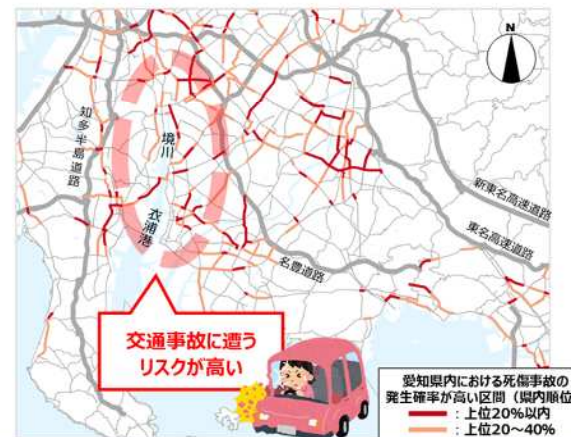 N
知多半島道路
境川
衣浦港
新東名高速道路
東名高速道路
名豊道路
交通事故に遭う
リスクが高い
愛知県内における死傷事故の
発生確率が高い区間（県内順位）
：上位20％以内
：上位20～40％